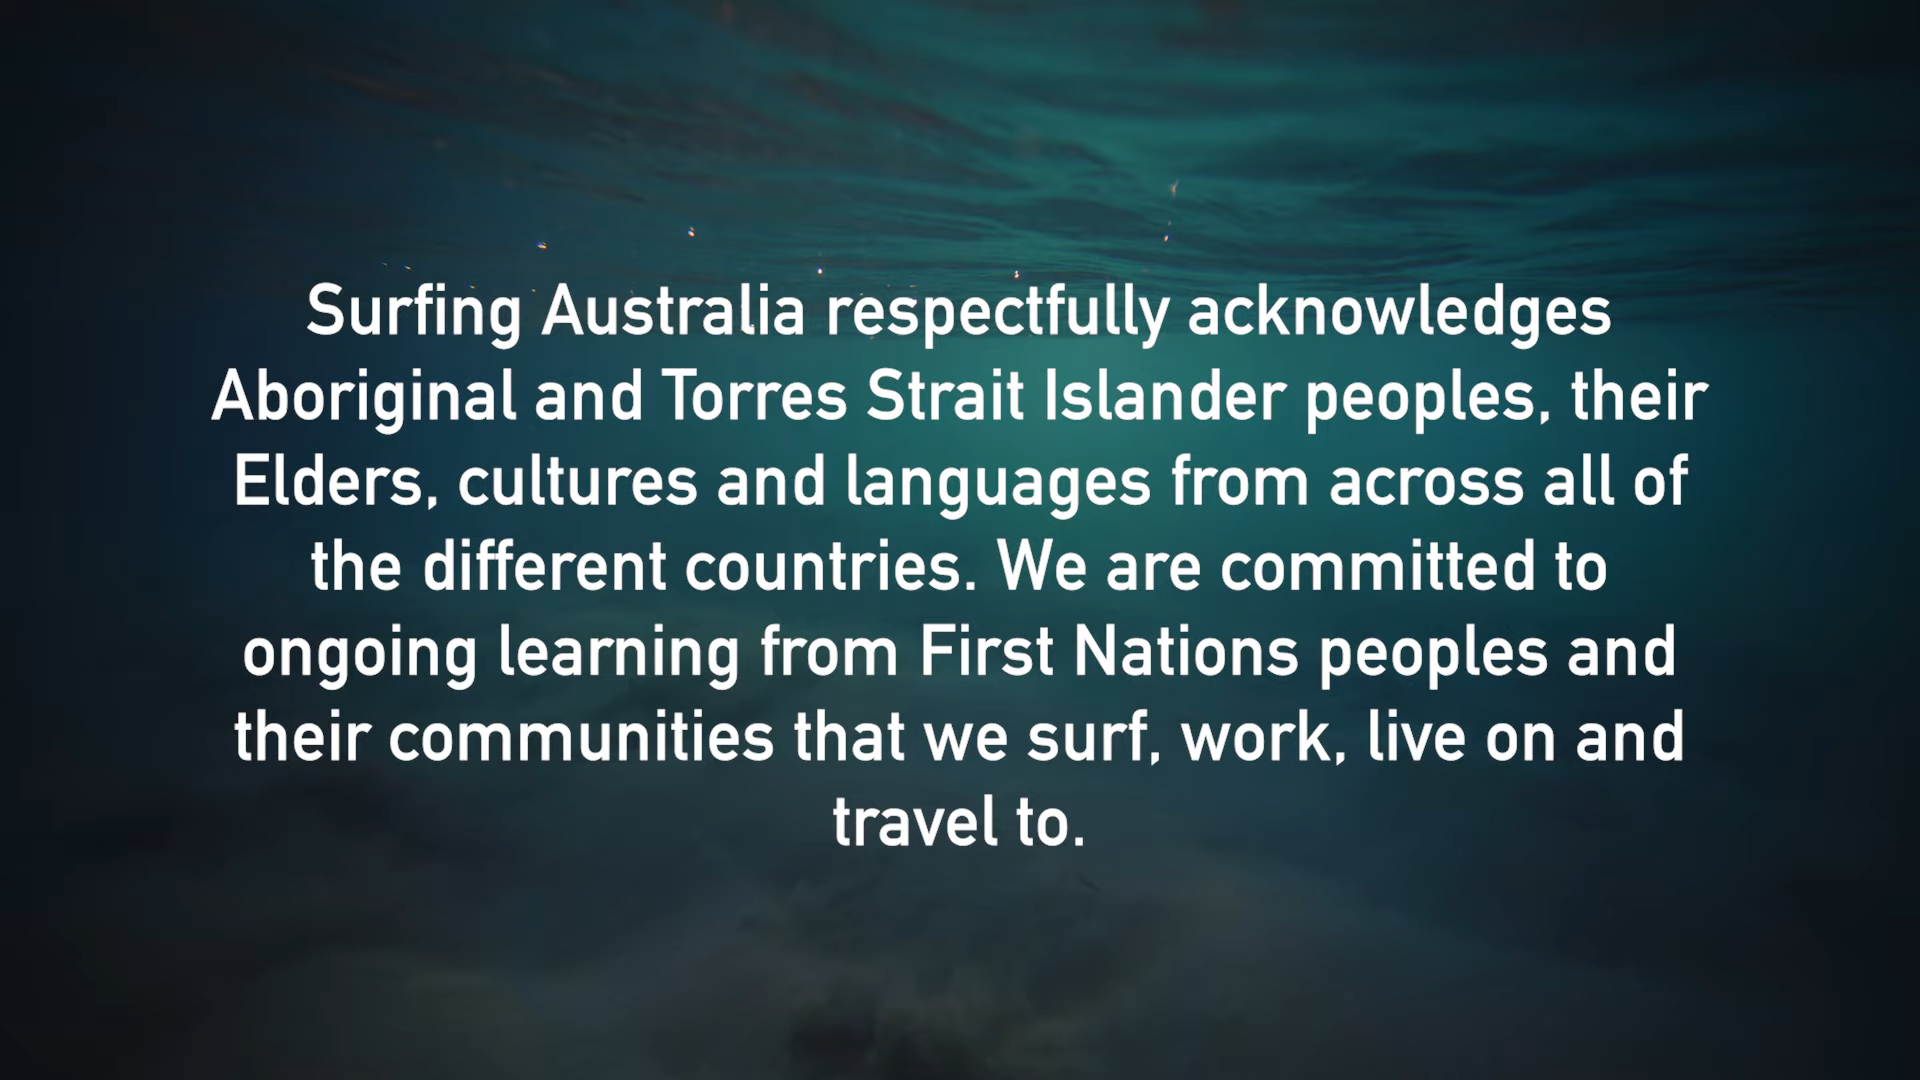 Surfing Australia respectfully acknowledges
Aboriginal and Torres Strait Islander peoples, their
Elders, cultures and languages from across all of
the different countries. We are committed to
ongoing learning from First Nations peoples and
their communities that we surf, work, live on and
travel to.